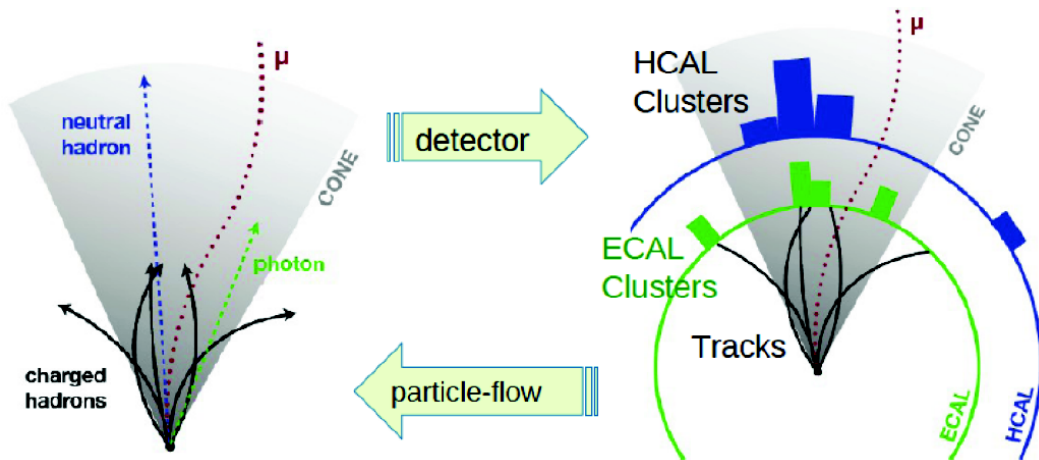 μ
neutral
hadron
CONE
photon
charged
hadrons
detector
particle-flow
μ
HCAL
Clusters
CONE
ECAL
Clusters
Tracks
ECAL
HCAL